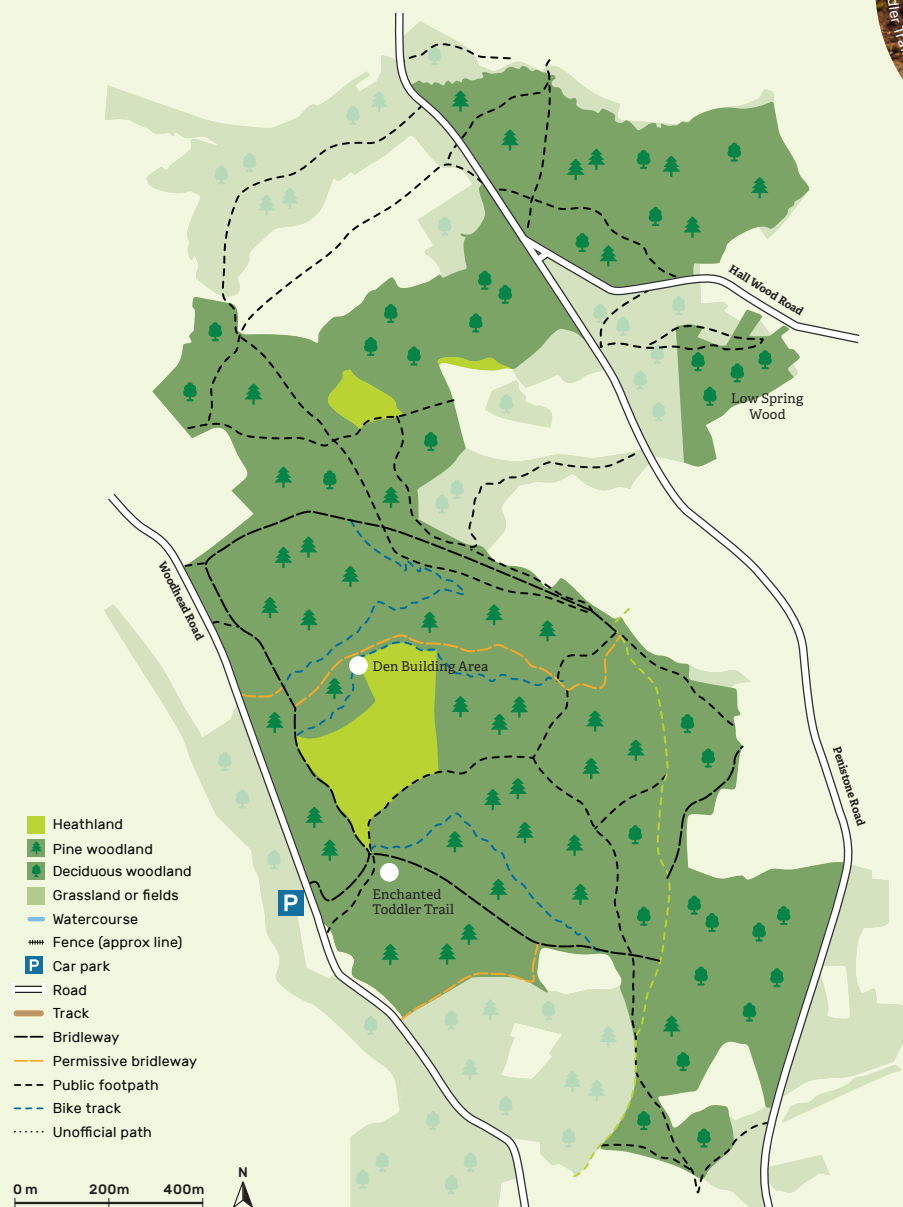 dler Tra
Hall Wood Road
Low Spring
Wood
Woodhead Road
Den Building Area
Penistone Road
Heathland
Pine woodland
Deciduous woodland
Grassland or fields
Watercourse
Fence (approx line)
P
Car park
Road
Track
Bridleway
Permissive bridleway
Public footpath
Bike track
Unofficial path
P
Enchanted
Toddler Trail
0 m 200m 400m
N